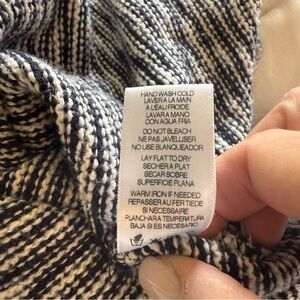 HAND WASH COLD
LAVER A LA MAIN
A L'EAU FROIDE
LAVAR A MANO
CON AGUA FRIA
DO NOT BLEACH
NE PAS JAVELLISER
NO USE BLANQUEADOR
LAY FLAT TO DRY
SECHER A PLAT
SECAR SOBRE
SUPERFICIE PLANA
WARM IRON IF NEEDED
REPASSER AU FER TIEDE
SI NECESSAIRE
PLANCHAR A TEMPERATURA
BAJA SI ES NECESARIO